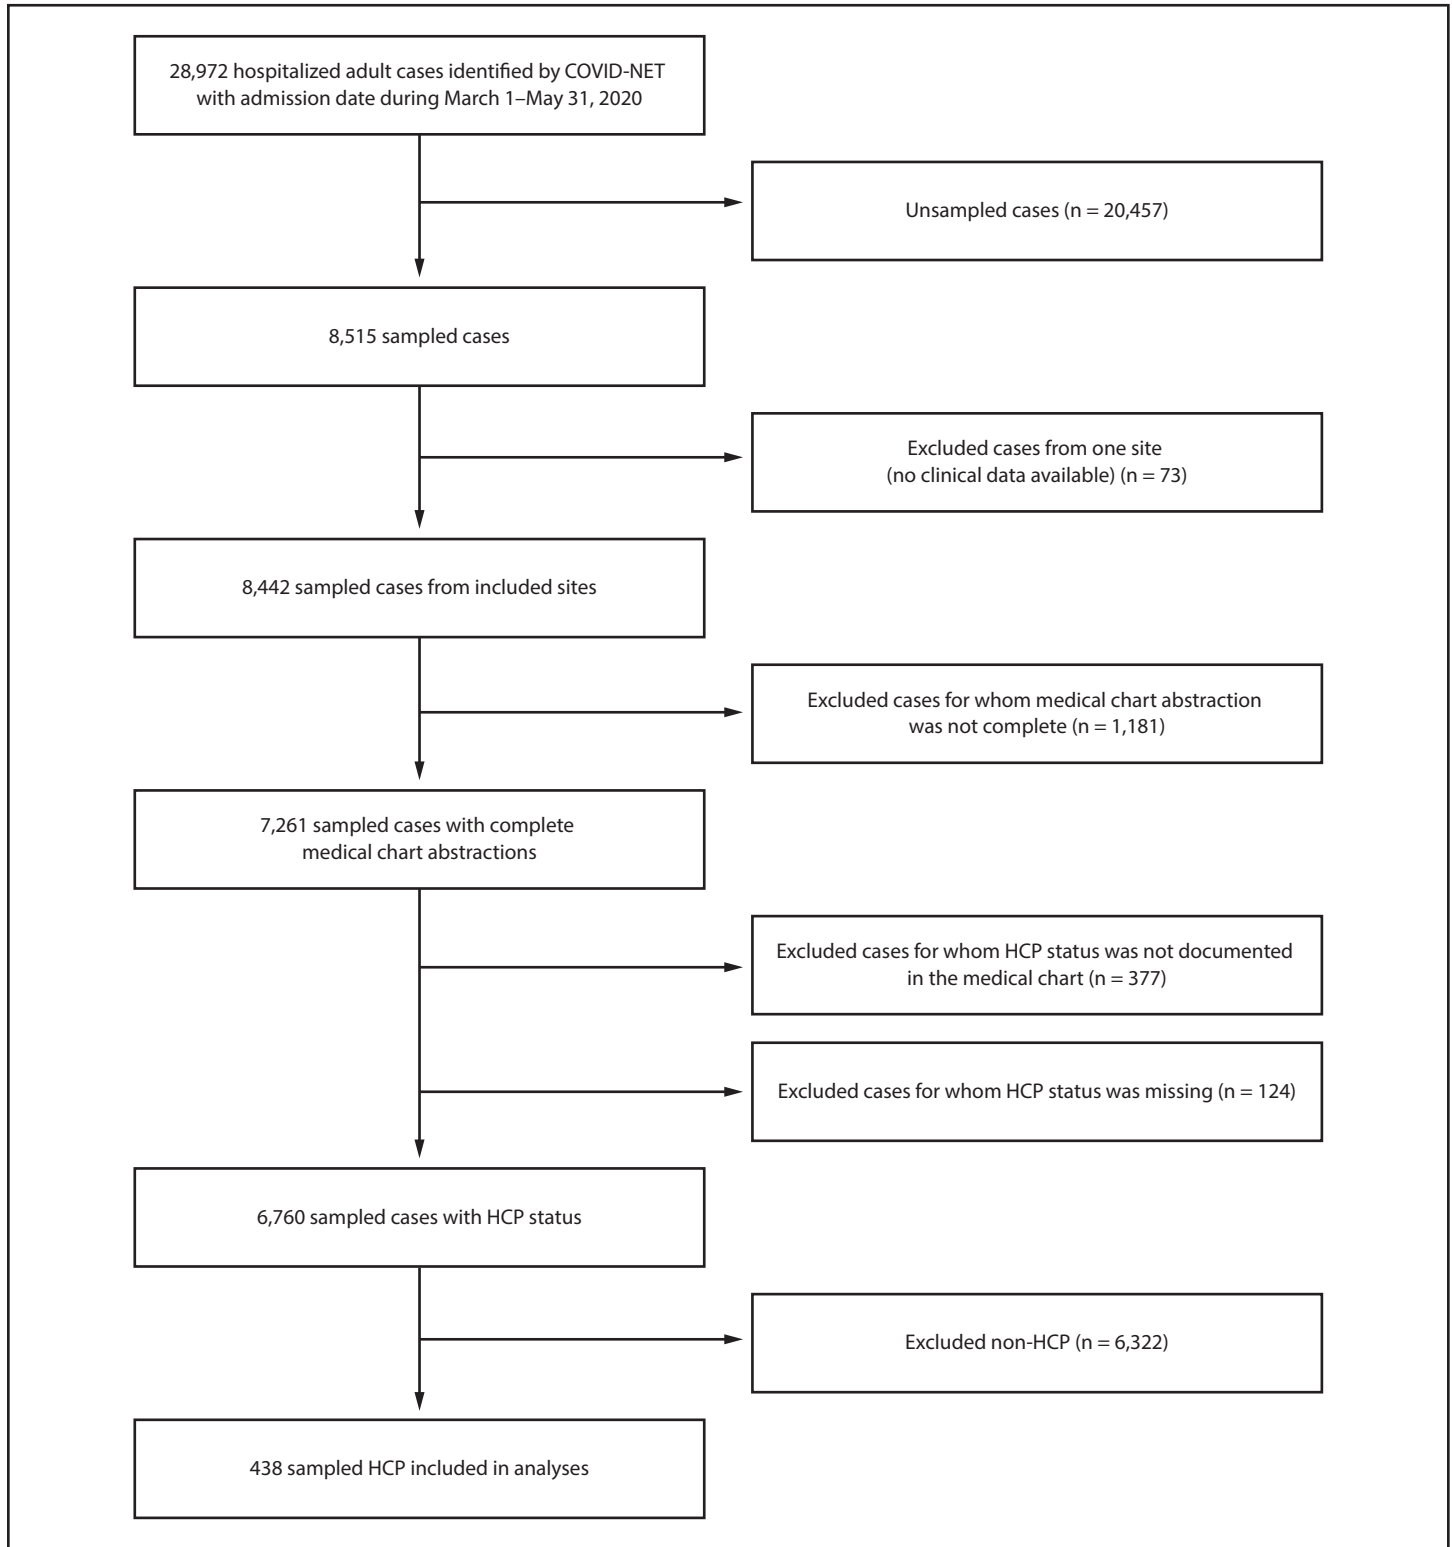 28,972 hospitalized adult cases identified by COVID-NET
with admission date during March 1–May 31, 2020
Unsampled cases (n = 20,457)
8,515 sampled cases
Excluded cases from one site
(no clinical data available) (n = 73)
8,442 sampled cases from included sites
Excluded cases for whom medical chart abstraction
was not complete (n = 1,181)
7,261 sampled cases with complete
medical chart abstractions
Excluded cases for whom HCP status was not documented
in the medical chart (n = 377)
Excluded cases for whom HCP status was missing (n = 124)
6,760 sampled cases with HCP status
Excluded non-HCP (n = 6,322)
438 sampled HCP included in analyses